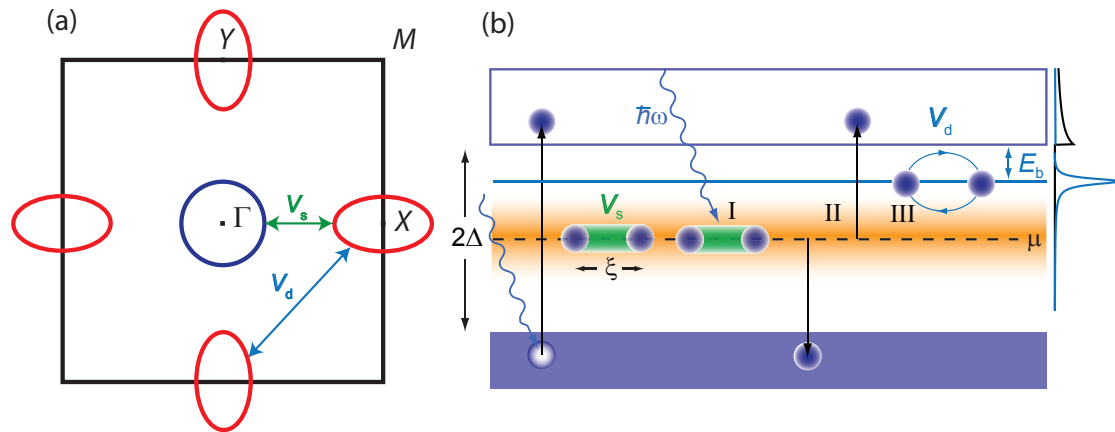 (a)
Y
M
Γ
V_s
X
V_d
(b)
ħω
V_d
E_b
V_s
I
II
III
2Δ
μ
ξ